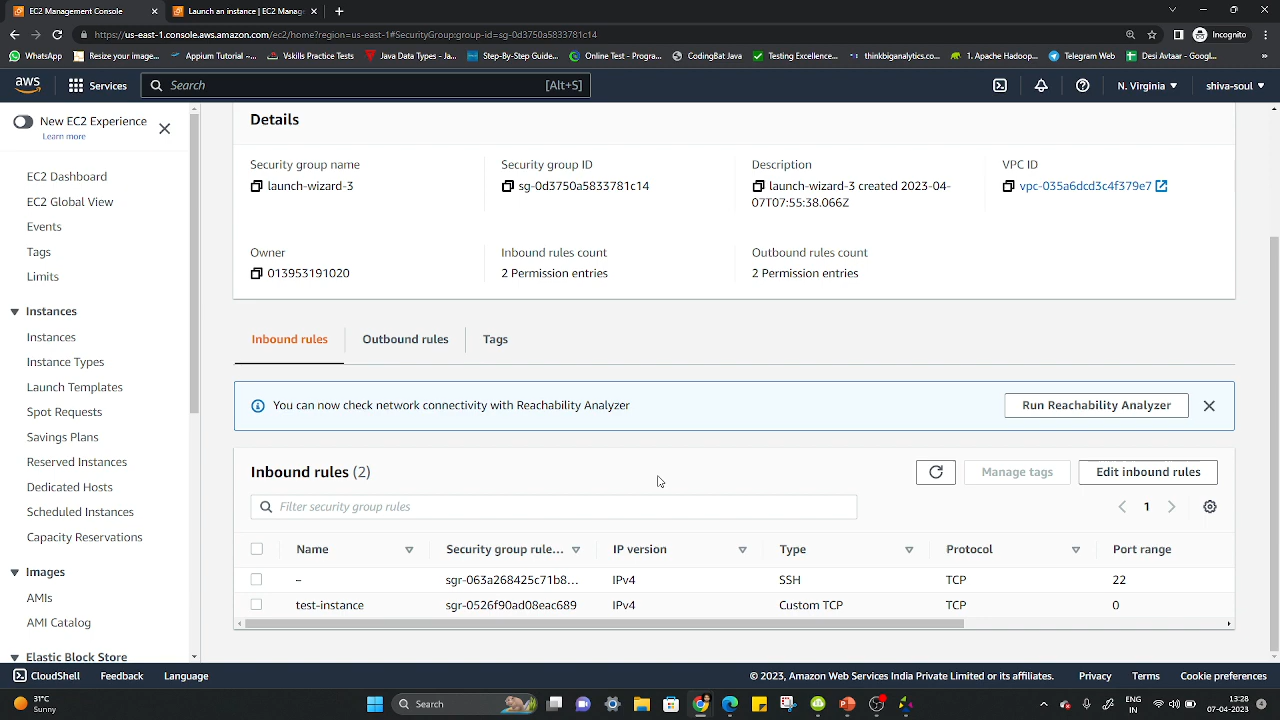 EC2 Management Console
Launch an instance | EC2 Manage
https://us-east-1.console.aws.amazon.com/ec2/home?region=us-east-1#SecurityGroup:group-id=sg-0d3750a5833781c14
Incognito
WhatsApp
Resize your image...
Appium Tutorial -...
Vskills Practice Tests
Java Data Types – Ja...
Step-By-Step Guide...
Online Test - Progra...
CodingBat Java
Testing Excellence...
thinkbiganalytics,...
1. Apache Hadoop...
Telegram Web
Desi Avtaar - Googl...
aws
Services
Search
[Alt+S]
N. Virginia
shiva-soul
New EC2 Experience
Learn more
EC2 Dashboard
EC2 Global View
Events
Tags
Limits
Instances
Instances
Instance Types
Launch Templates
Spot Requests
Savings Plans
Reserved Instances
Dedicated Hosts
Scheduled Instances
Capacity Reservations
Images
AMIs
AMI Catalog
Elastic Block Store
Details
Security group name
launch-wizard-3
Security group ID
sg-0d3750a5833781c14
Description
launch-wizard-3 created 2023-04-
07T07:55:38.066Z
VPC ID
vpc-035a6dcd3c4f379e7
Owner
013953191020
Inbound rules count
2 Permission entries
Outbound rules count
2 Permission entries
Inbound rules
Outbound rules
Tags
You can now check network connectivity with Reachability Analyzer
Run Reachability Analyzer
Inbound rules (2)
Manage tags
Edit inbound rules
Filter security group rules
1
Name
Security group rule...
IP version
Type
Protocol
Port range
–
sgr-063a268425c71b8...
IPv4
SSH
TCP
22
test-instance
sgr-0526f90ad08eac689
IPv4
Custom TCP
TCP
0
CloudShell
Feedback
Language
© 2023, Amazon Web Services India Private Limited or its affiliates.
Privacy
Terms
Cookie preferences
31°C
Sunny
Search
ENG
IN
13:28
07-04-2023